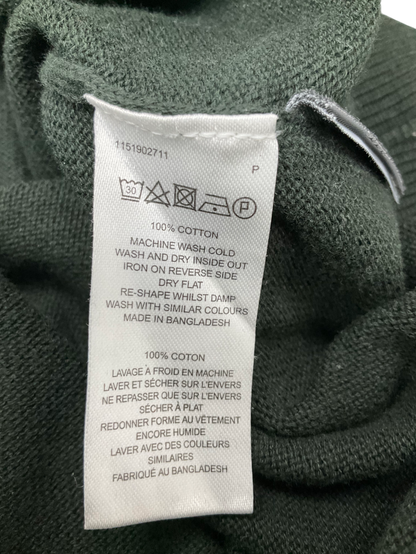 1151902711
P
30
P
100% COTTON
MACHINE WASH COLD
WASH AND DRY INSIDE OUT
IRON ON REVERSE SIDE
DRY FLAT
RE-SHAPE WHILST DAMP
WASH WITH SIMILAR COLOURS
MADE IN BANGLADESH
100% COTON
LAVAGE À FROID EN MACHINE
LAVER ET SÉCHER SUR L'ENVERS
NE REPASSER QUE SUR L'ENVERS
SÉCHER À PLAT
REDONNER FORME AU VÊTEMENT
ENCORE HUMIDE
LAVER AVEC DES COULEURS
SIMILAIRES
FABRIQUÉ AU BANGLADESH